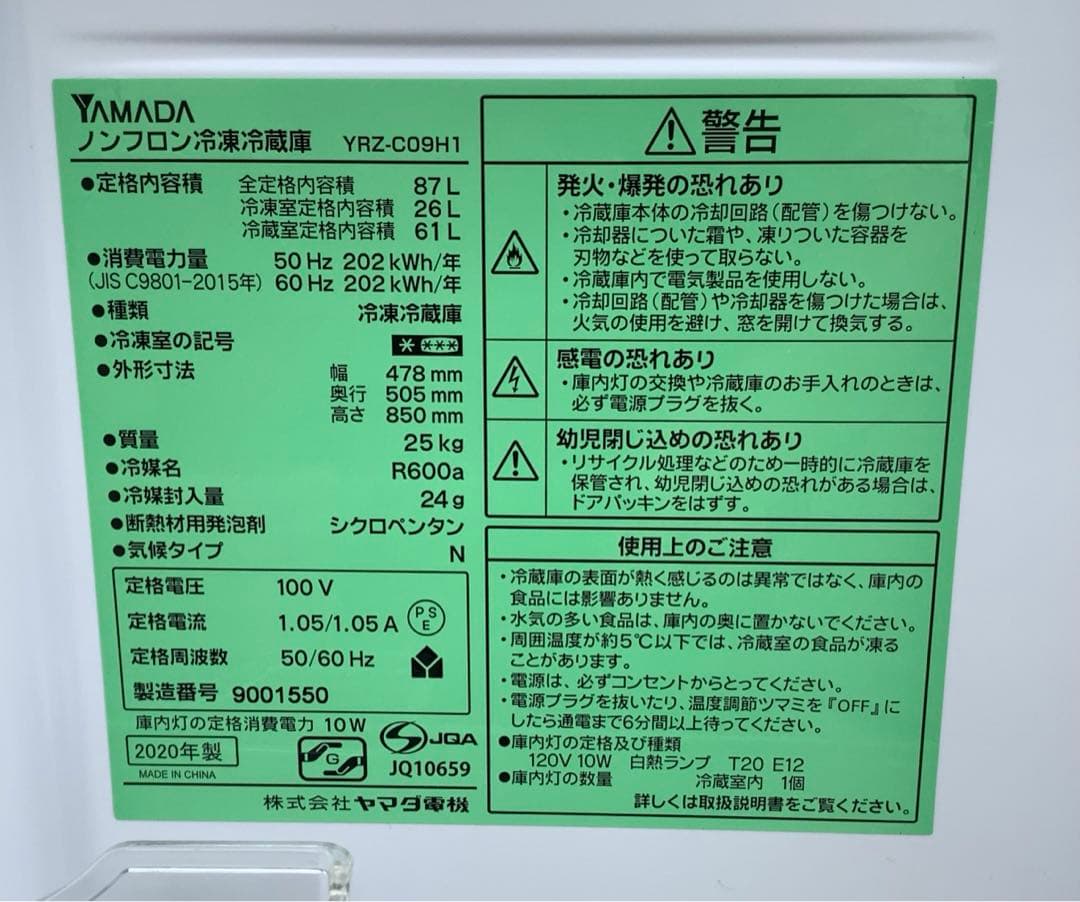 YAMADA
ノンフロン冷凍冷蔵庫 YRZ-C09H1
●定格内容積 全定格内容積 87 L
冷凍室定格内容積 26 L
冷蔵室定格内容積 61 L
●消費電力量 50 Hz 202 kWh/年
(JIS C9801-2015年) 60 Hz 202 kWh/年
●種類 冷凍冷蔵庫
●冷凍室の記号 * ***
●外形寸法 幅 478 mm
奥行 505 mm
高さ 850 mm
●質量 25 kg
●冷媒名 R600a
●冷媒封入量 24 g
●断熱材用発泡剤 シクロペンタン
●気候タイプ N
定格電圧 100 V
定格電流 1.05/1.05 A PSE
定格周波数 50/60 Hz
製造番号 9001550
庫内灯の定格消費電力 10 W
2020年製
MADE IN CHINA
G
JQA
JQ10659
株式会社ヤマダ電機
警告
発火・爆発の恐れあり
・冷蔵庫本体の冷却回路(配管)を傷つけない。
・冷却器についた霜や、凍りついた容器を
刃物などを使って取らない。
・冷蔵庫内で電気製品を使用しない。
・冷却回路(配管)や冷却器を傷つけた場合は、
火気の使用を避け、窓を開けて換気する。
感電の恐れあり
・庫内灯の交換や冷蔵庫のお手入れのときは、
必ず電源プラグを抜く。
幼児閉じ込めの恐れあり
・リサイクル処理などのため一時的に冷蔵庫を
保管され、幼児閉じ込めの恐れがある場合は、
ドアパッキンをはずす。
使用上のご注意
・冷蔵庫の表面が熱く感じるのは異常ではなく、庫内の
食品には影響ありません。
・水気の多い食品は、庫内の奥に置かないでください。
・周囲温度が約5℃以下では、冷蔵室の食品が凍る
ことがあります。
・電源は、必ずコンセントからとってください。
・電源プラグを抜いたり、温度調節ツマミを『OFF』に
したら通電まで6分間以上待ってください。
●庫内灯の定格及び種類
120V 10W 白熱ランプ T20 E12
●庫内灯の数量 冷蔵室内 1個
詳しくは取扱説明書をご覧ください。